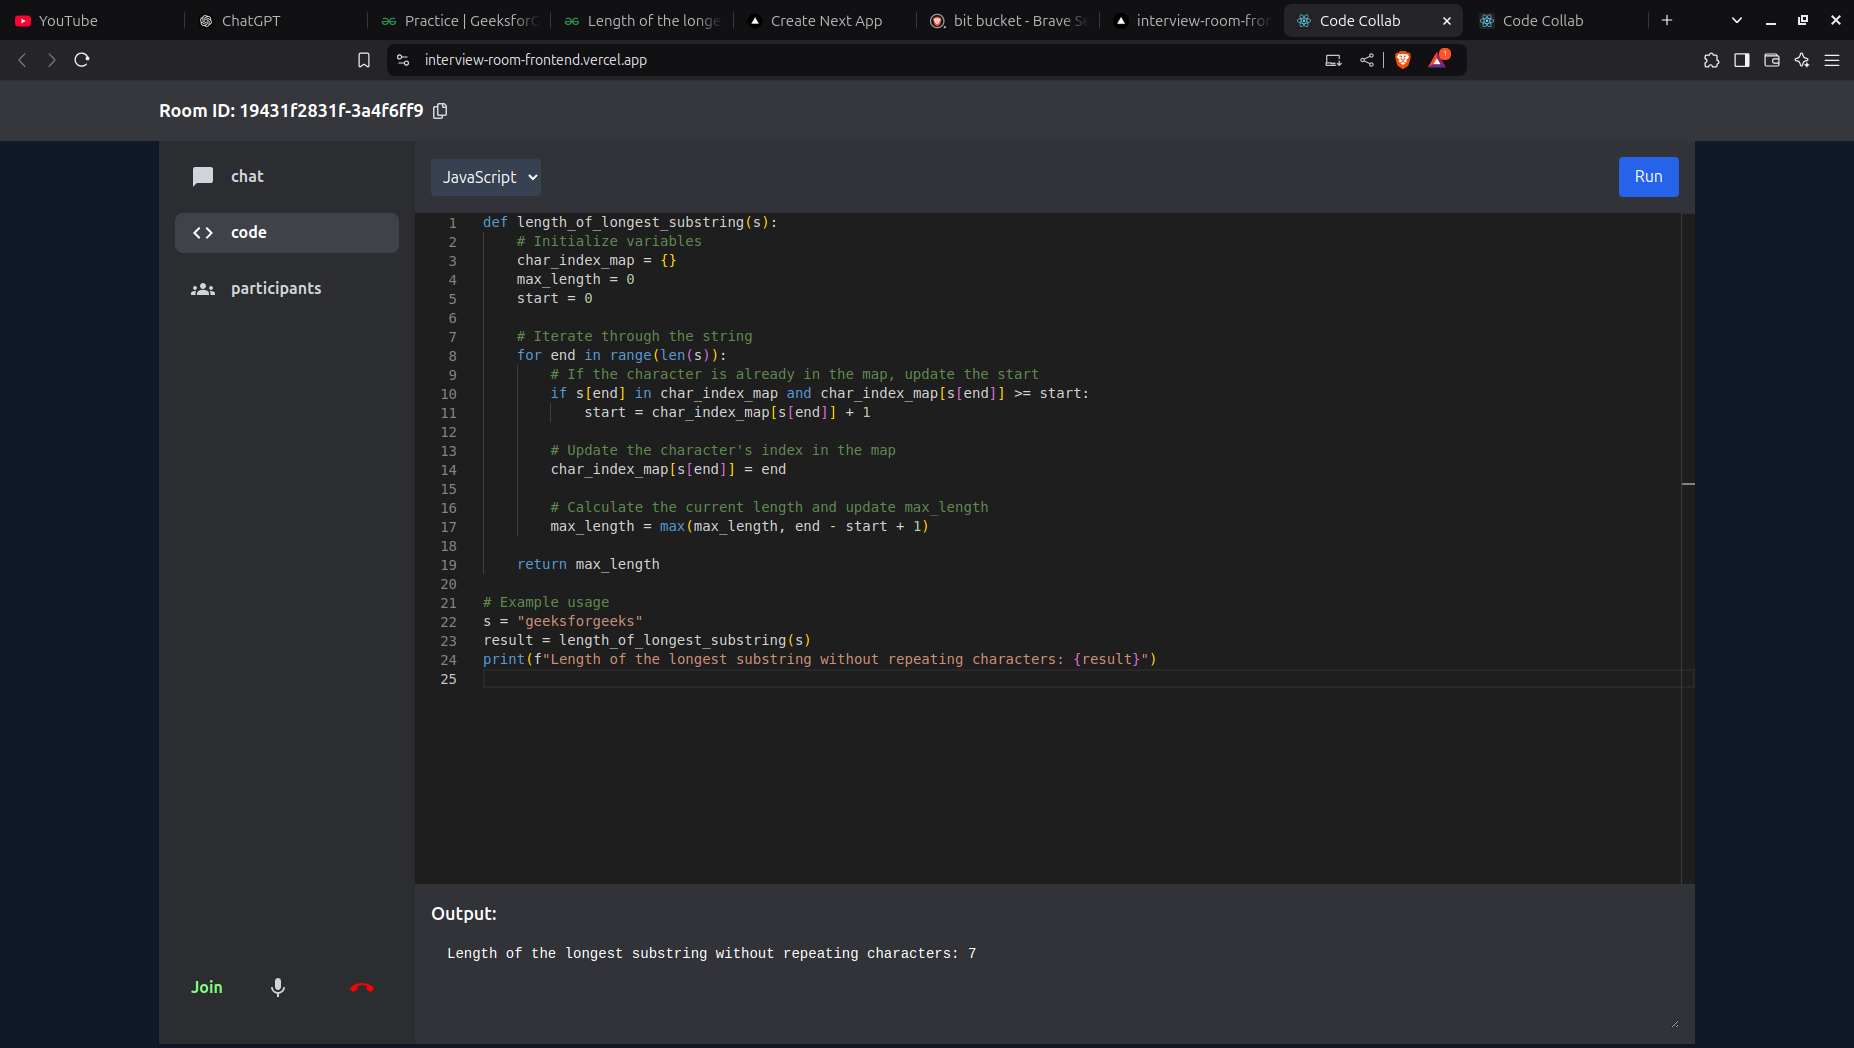 YouTube
ChatGPT
Practice | GeeksforG
Length of the longe
Create Next App
bit bucket - Brave Se
interview-room-fron
Code Collab
Code Collab
interview-room-frontend.vercel.app
1
Room ID: 19431f2831f-3a4f6ff9
chat
code
participants
JavaScript
Run
1 def length_of_longest_substring(s):
2 # Initialize variables
3 char_index_map = {}
4 max_length = 0
5 start = 0
6
7 # Iterate through the string
8 for end in range(len(s)):
9 # If the character is already in the map, update the start
10 if s[end] in char_index_map and char_index_map[s[end]] >= start:
11 start = char_index_map[s[end]] + 1
12
13 # Update the character's index in the map
14 char_index_map[s[end]] = end
15
16 # Calculate the current length and update max_length
17 max_length = max(max_length, end - start + 1)
18
19 return max_length
20
21 # Example usage
22 s = "geeksforgeeks"
23 result = length_of_longest_substring(s)
24 print(f"Length of the longest substring without repeating characters: {result}")
25
Output:
Length of the longest substring without repeating characters: 7
Join